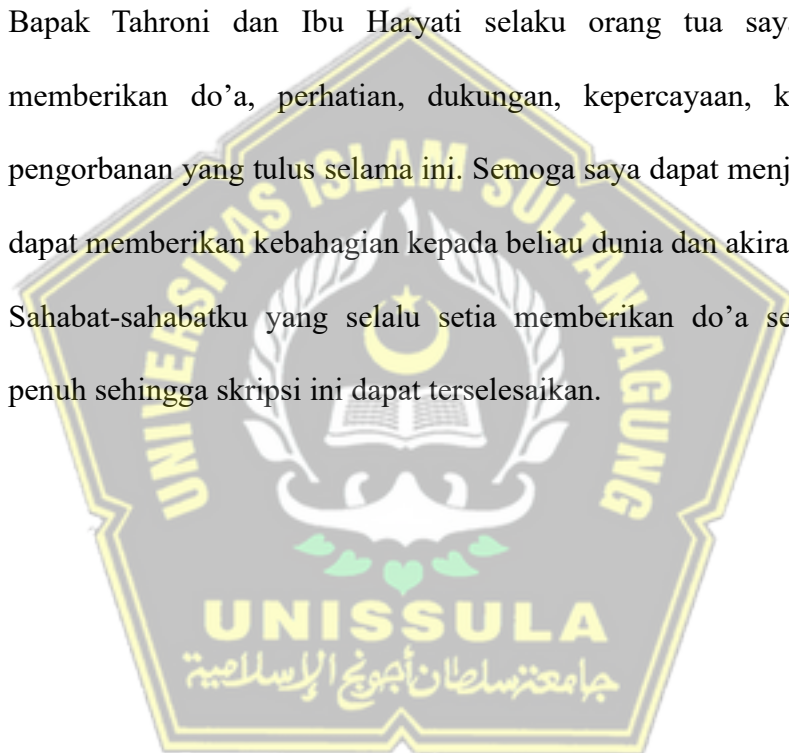 Bapak Tahroni dan Ibu Haryati selaku orang tua saya
memberikan do’a, perhatian, dukungan, kepercayaan,
pengorbanan yang tulus selama ini. Semoga saya dapat
dapat memberikan kebahagian kepada beliau dunia dan
Sahabat-sahabatku yang selalu setia memberikan do’a
penuh sehingga skripsi ini dapat terselesaikan.
UNIVERSITAS ISLAM SULTAN AGUNG
UNISSULA
جامعة سلطان أجونج الإسلامية